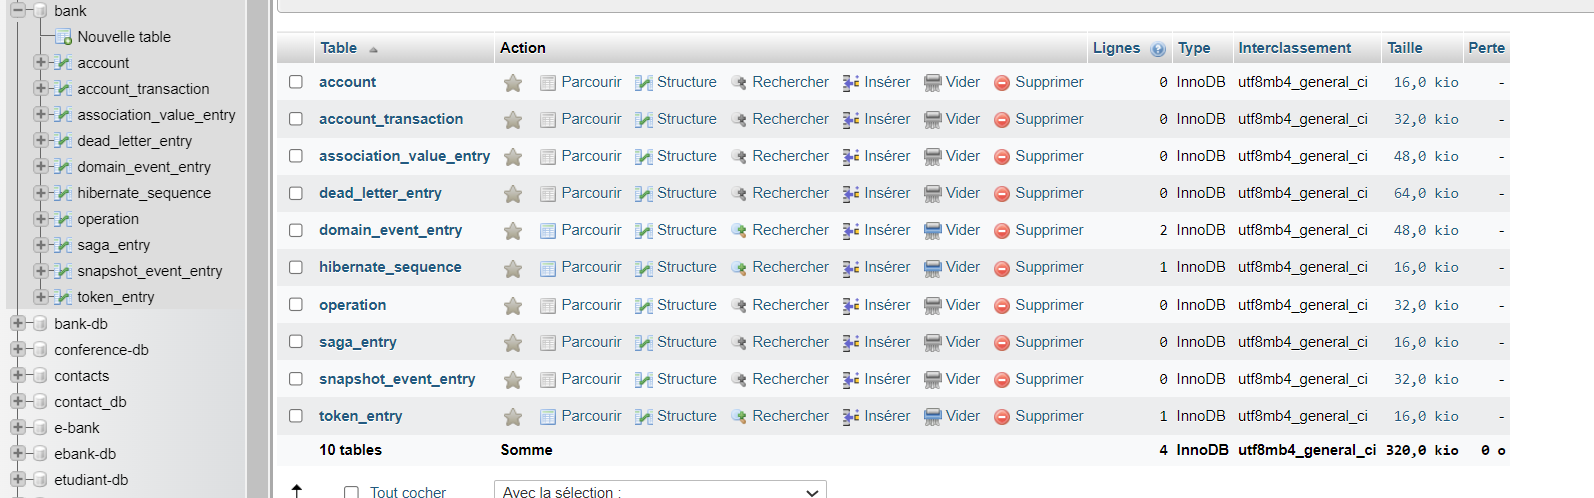 bank
Nouvelle table
account
account_transaction
association_value_entry
dead_letter_entry
domain_event_entry
hibernate_sequence
operation
saga_entry
snapshot_event_entry
token_entry
bank-db
conference-db
contacts
contact_db
e-bank
ebank-db
etudiant-db
Table Action Lignes Type Interclassement Taille Perte
account Parcourir Structure Rechercher Insérer Vider Supprimer 0 InnoDB utf8mb4_general_ci 16,0 kio -
account_transaction Parcourir Structure Rechercher Insérer Vider Supprimer 0 InnoDB utf8mb4_general_ci 32,0 kio -
association_value_entry Parcourir Structure Rechercher Insérer Vider Supprimer 0 InnoDB utf8mb4_general_ci 48,0 kio -
dead_letter_entry Parcourir Structure Rechercher Insérer Vider Supprimer 0 InnoDB utf8mb4_general_ci 64,0 kio -
domain_event_entry Parcourir Structure Rechercher Insérer Vider Supprimer 2 InnoDB utf8mb4_general_ci 48,0 kio -
hibernate_sequence Parcourir Structure Rechercher Insérer Vider Supprimer 1 InnoDB utf8mb4_general_ci 16,0 kio -
operation Parcourir Structure Rechercher Insérer Vider Supprimer 0 InnoDB utf8mb4_general_ci 32,0 kio -
saga_entry Parcourir Structure Rechercher Insérer Vider Supprimer 0 InnoDB utf8mb4_general_ci 16,0 kio -
snapshot_event_entry Parcourir Structure Rechercher Insérer Vider Supprimer 0 InnoDB utf8mb4_general_ci 32,0 kio -
token_entry Parcourir Structure Rechercher Insérer Vider Supprimer 1 InnoDB utf8mb4_general_ci 16,0 kio -
10 tables Somme 4 InnoDB utf8mb4_general_ci 320,0 kio 0 o
Tout cocher Avec la sélection :